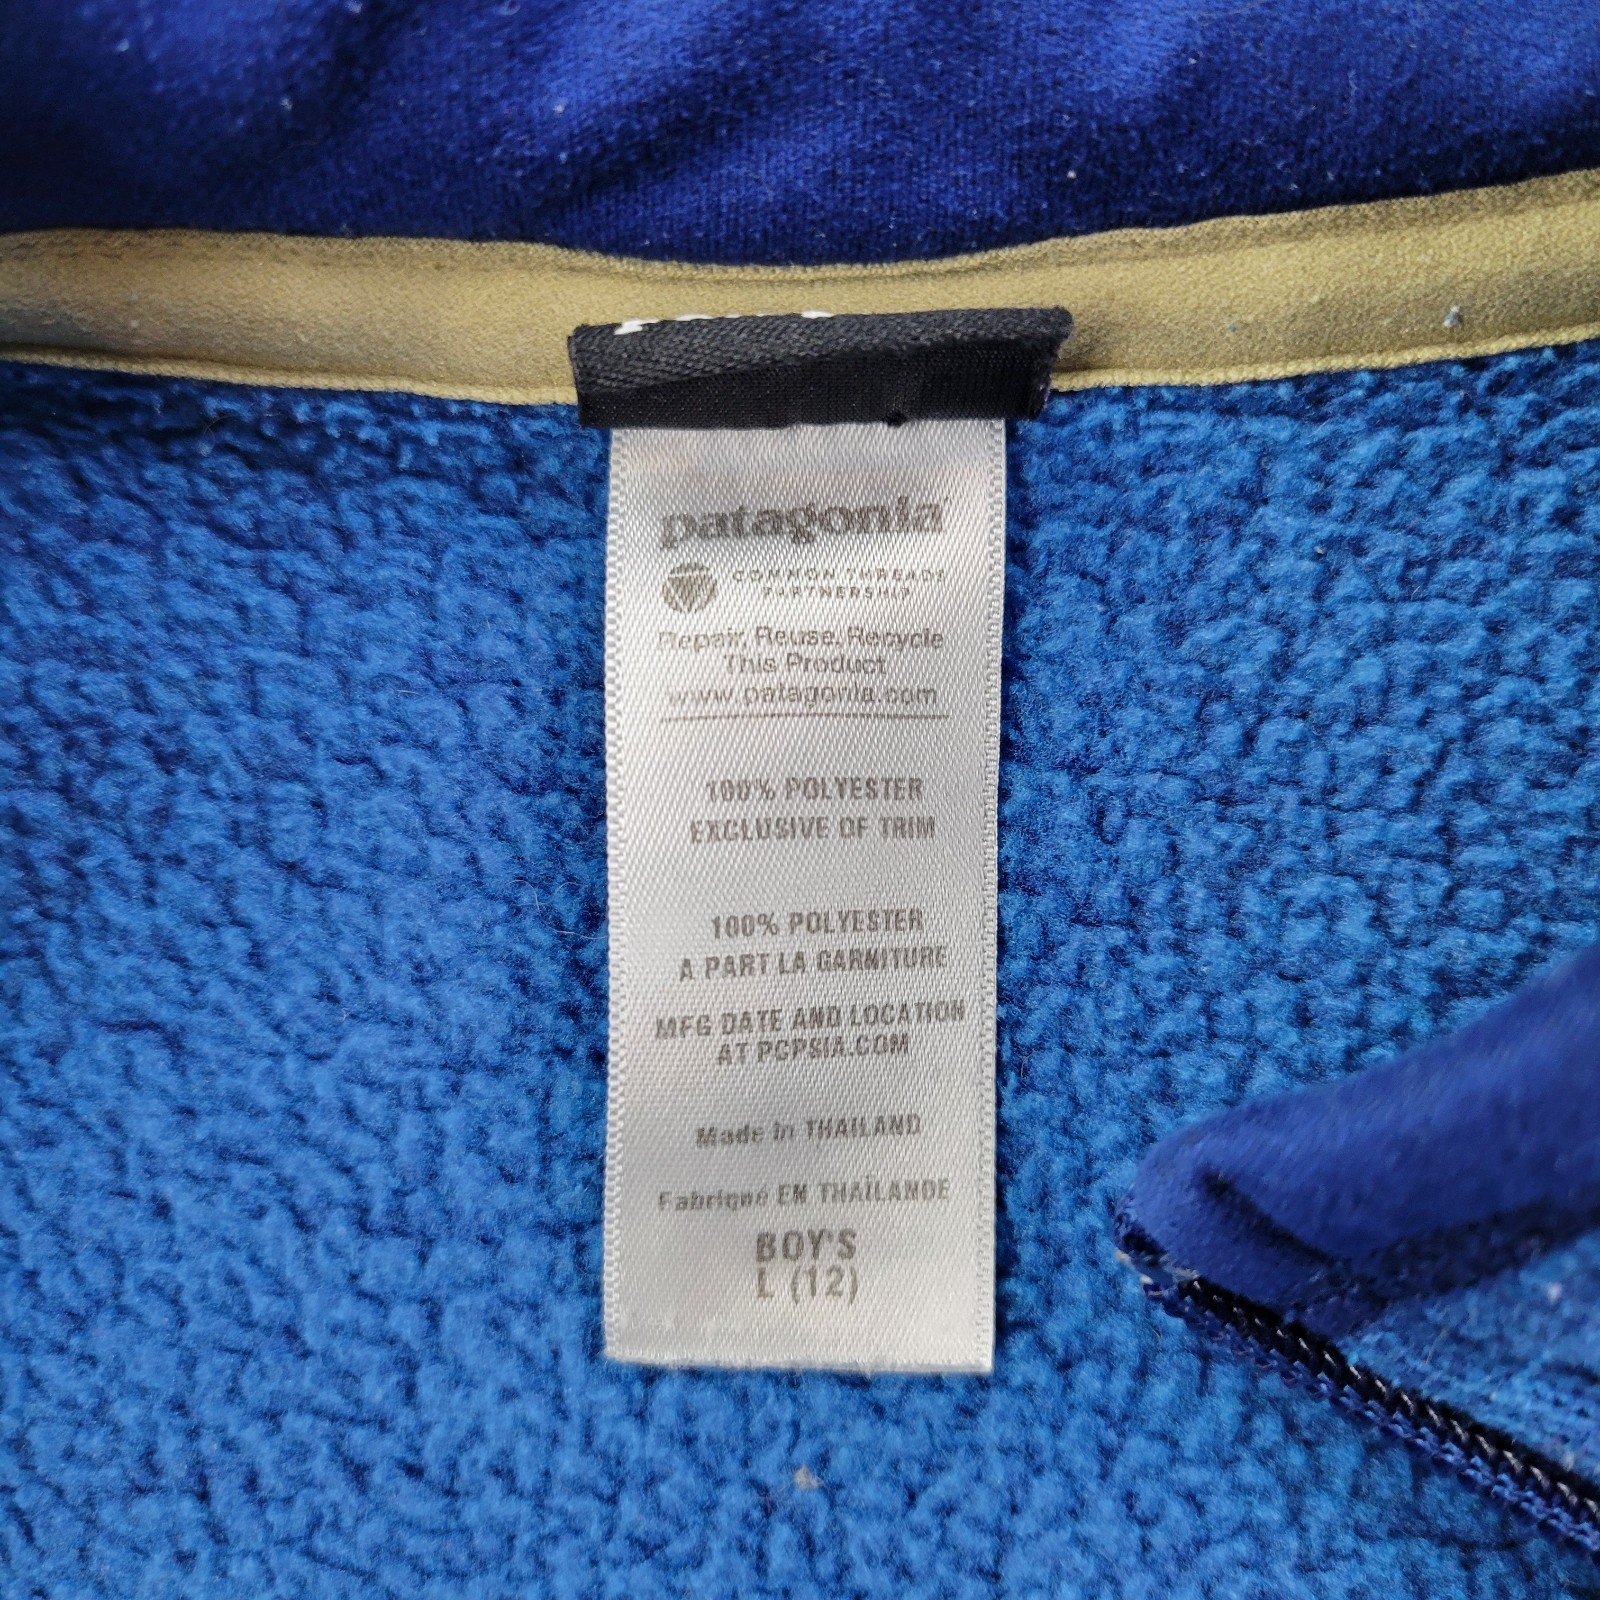 patagonia
COMMON THREADS
PARTNERSHIP
Repair, Reuse, Recycle
This Product
www.patagonia.com
100% POLYESTER
EXCLUSIVE OF TRIM
100% POLYESTER
A PART LA GARNITURE
MFG DATE AND LOCATION
AT PCPSIA.COM
Made in THAILAND
Fabriqué EN THAÏLANDE
BOY'S
L (12)